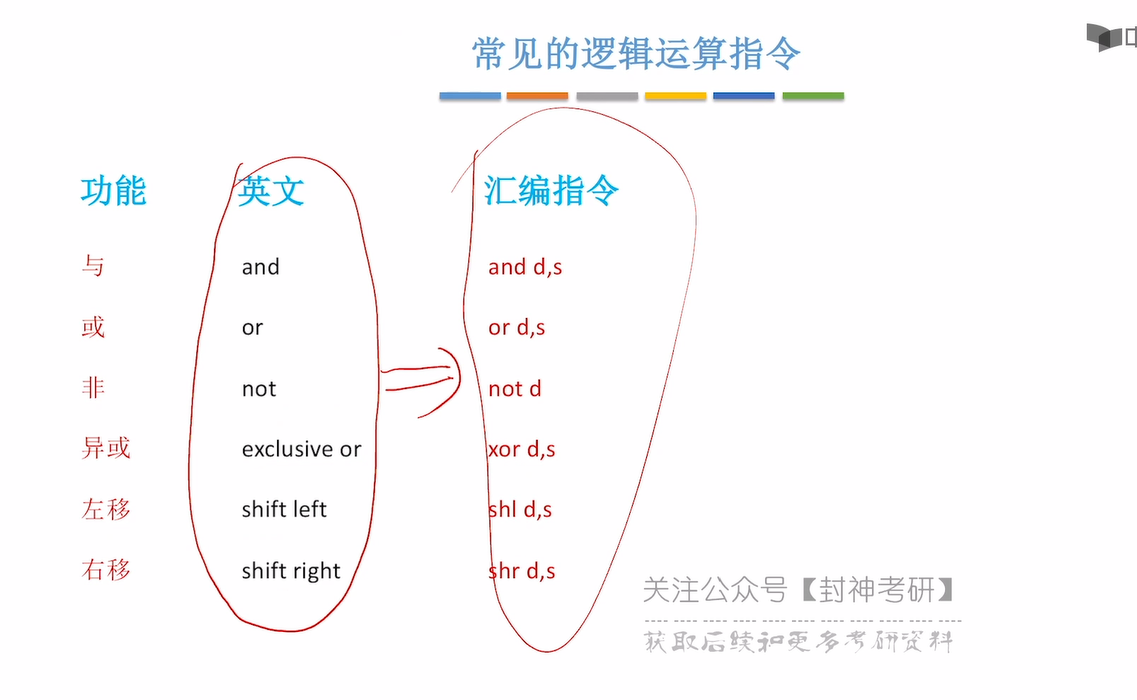 常见的逻辑运算指令
功能 英文 汇编指令
与 and and d,s
或 or or d,s
非 not not d
异或 exclusive or xor d,s
左移 shift left shl d,s
右移 shift right shr d,s
关注公众号【封神考研】
获取后续和更多考研资料